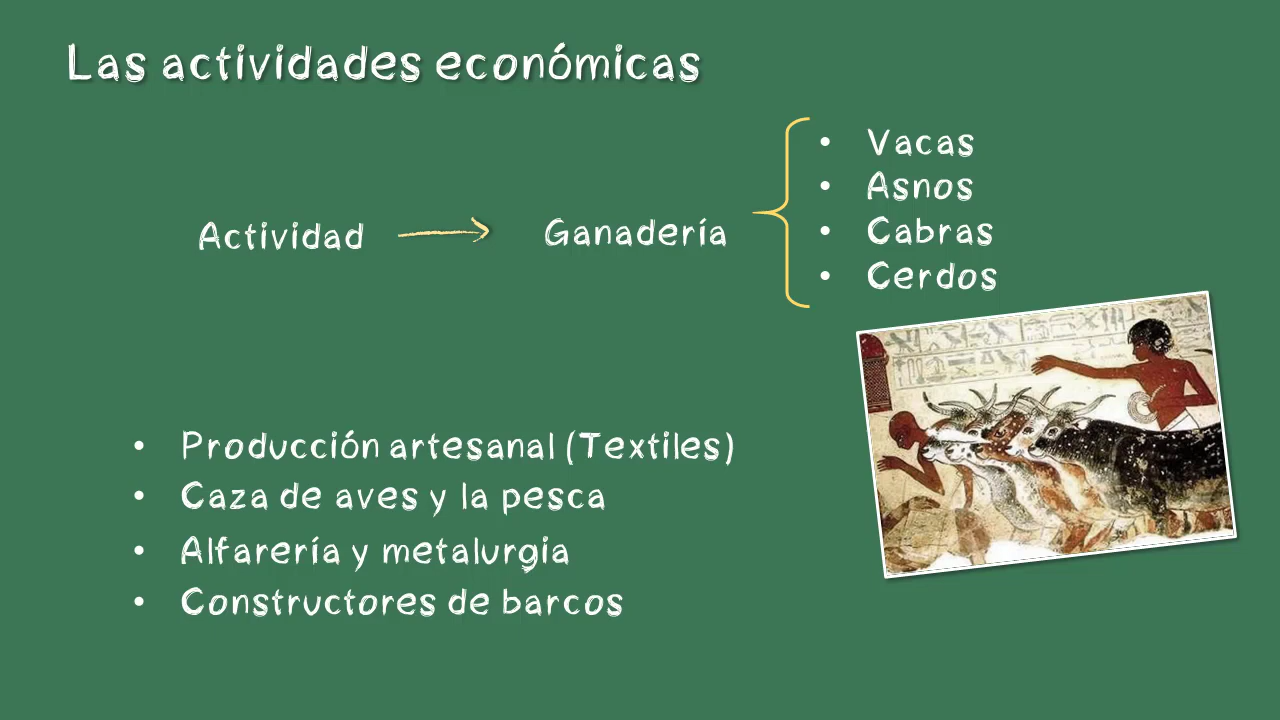 Las actividades económicas
Actividad
Ganadería
• Vacas
• Asnos
• Cabras
• Cerdos
• Producción artesanal (Textiles)
• Caza de aves y la pesca
• Alfarería y metalurgia
• Constructores de barcos